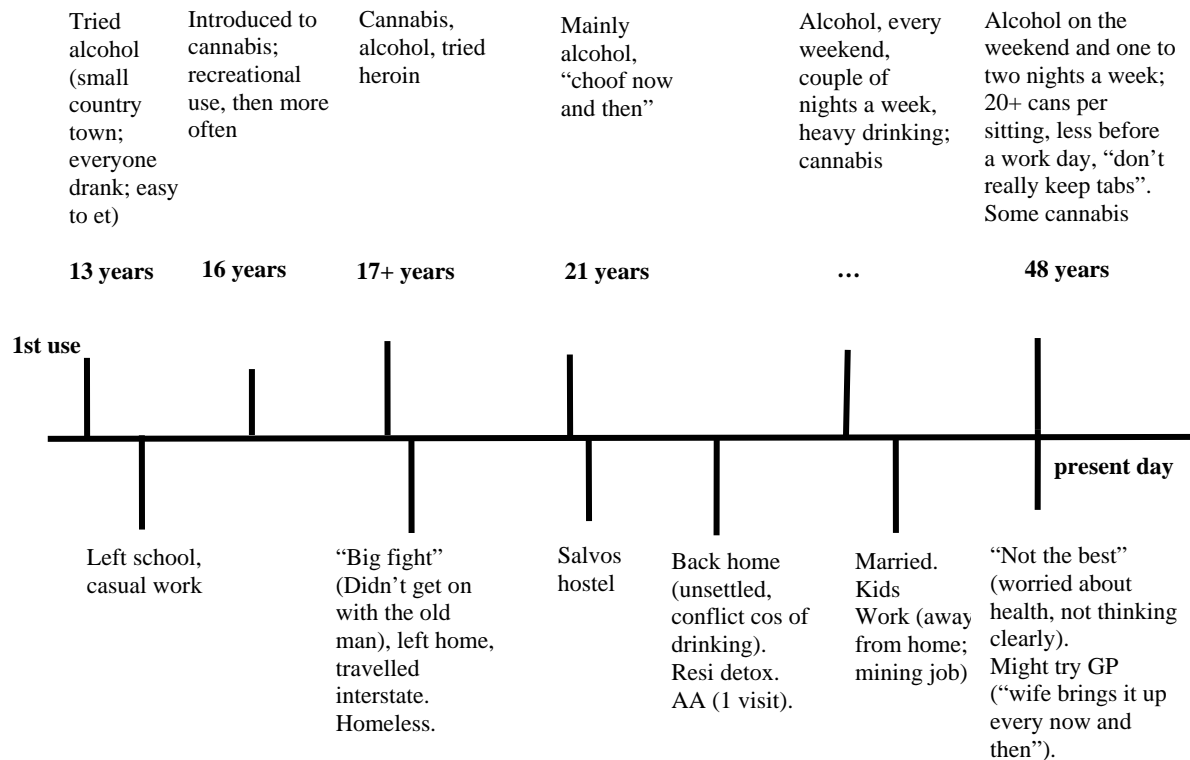 Tried
alcohol
(small
country
town;
everyone
drank; easy
to et)
Introduced to
cannabis;
recreational
use, then more
often
Cannabis,
alcohol, tried
heroin
Mainly
alcohol,
“choof now
and then”
Alcohol, every
weekend,
couple of
nights a week,
heavy drinking;
cannabis
Alcohol on the
weekend and one to
two nights a week;
20+ cans per
sitting, less before
a work day, “don’t
really keep tabs”.
Some cannabis
13 years
16 years
17+ years
21 years
…
48 years
1st use
present day
Left school,
casual work
“Big fight”
(Didn’t get on
with the old
man), left home,
travelled
interstate.
Homeless.
Salvos
hostel
Back home
(unsettled,
conflict cos of
drinking).
Resi detox.
AA (1 visit).
Married.
Kids
Work (away
from home;
mining job)
“Not the best”
(worried about
health, not thinking
clearly).
Might try GP
(“wife brings it up
every now and
then”).